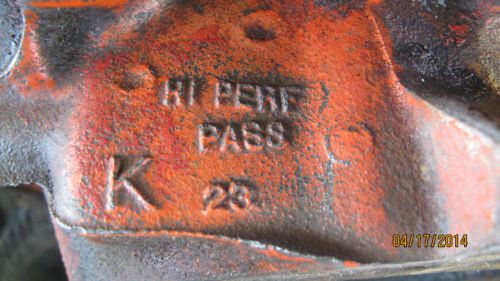 HI PERF
PASS
K 23
04/17/2014